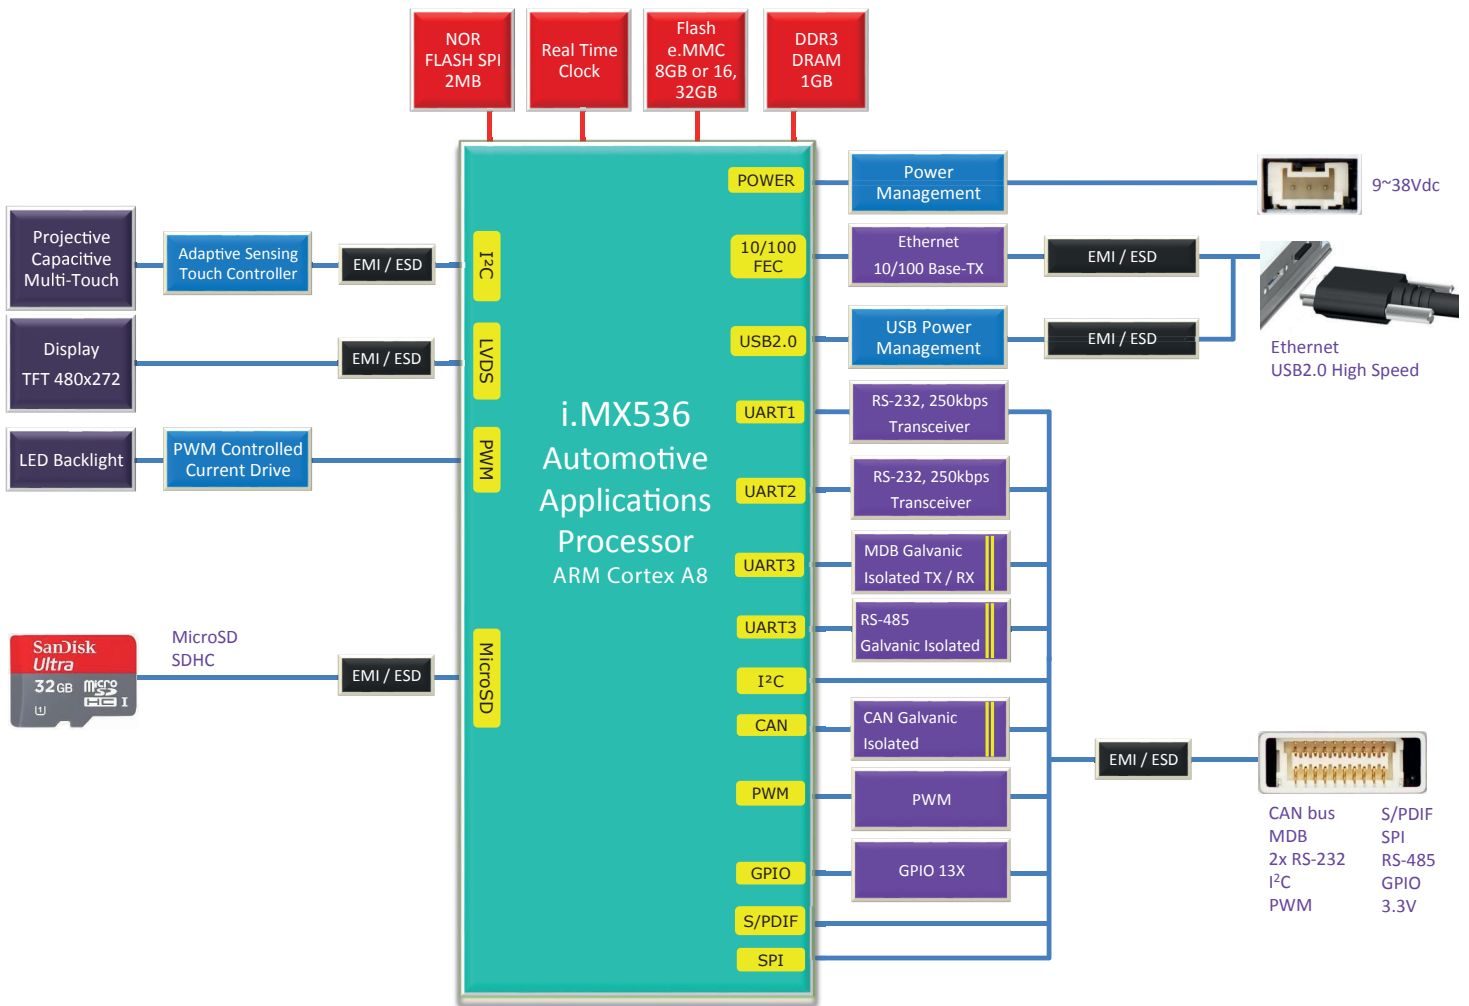 NOR
FLASH SPI
2MB
Real Time
Clock
Flash
e.MMC
8GB or 16,
32GB
DDR3
DRAM
1GB
Projective
Capacitive
Multi-Touch
Adaptive Sensing
Touch Controller
EMI / ESD
I²C
Display
TFT 480x272
EMI / ESD
LVDS
LED Backlight
PWM Controlled
Current Drive
PWM
SanDisk
Ultra
32GB
micro
SD
HC I
1
MicroSD
SDHC
EMI / ESD
MicroSD
i.MX536
Automotive
Applications
Processor
ARM Cortex A8
POWER
Power
Management
9~38Vdc
10/100
FEC
Ethernet
10/100 Base-TX
EMI / ESD
USB2.0
USB Power
Management
EMI / ESD
Ethernet
USB2.0 High Speed
UART1
RS-232, 250kbps
Transceiver
UART2
RS-232, 250kbps
Transceiver
UART3
MDB Galvanic
Isolated TX / RX
UART3
RS-485
Galvanic Isolated
I²C
CAN
CAN Galvanic
Isolated
PWM
PWM
GPIO
GPIO 13X
S/PDIF
SPI
EMI / ESD
CAN bus
MDB
2x RS-232
I²C
PWM
S/PDIF
SPI
RS-485
GPIO
3.3V